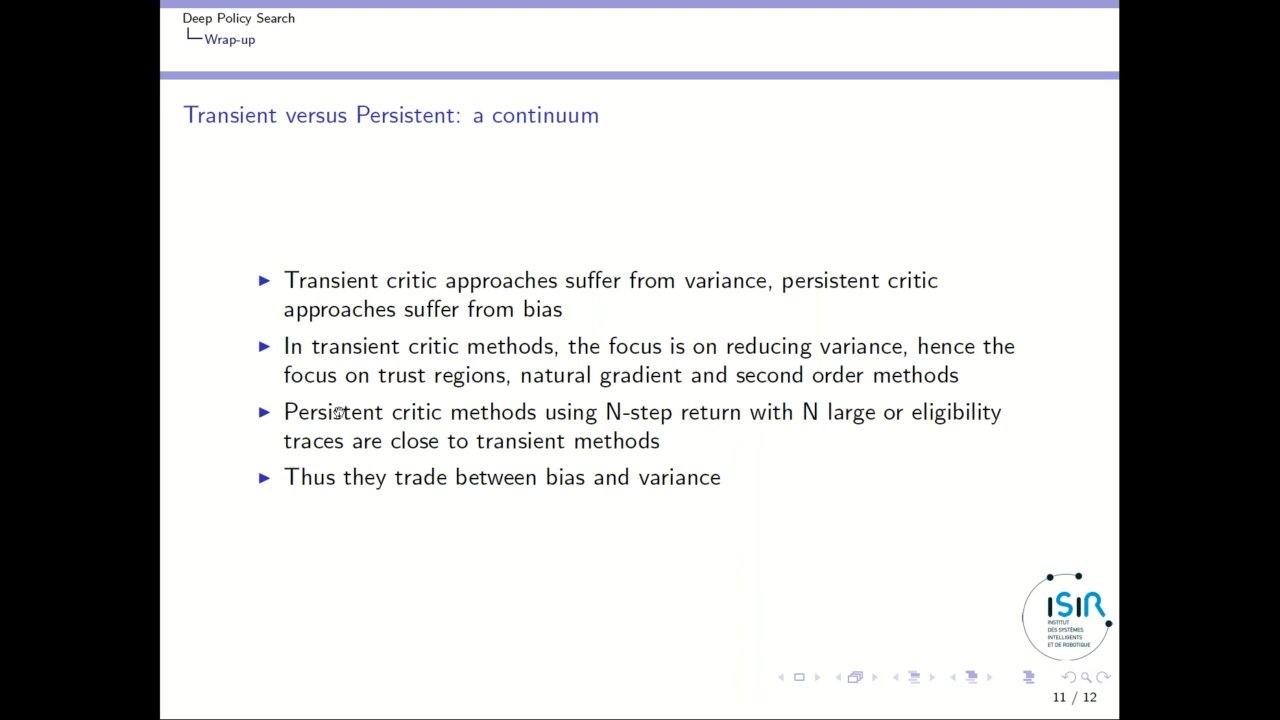 Deep Policy Search
Wrap-up
Transient versus Persistent: a continuum
Transient critic approaches suffer from variance, persistent critic
approaches suffer from bias
In transient critic methods, the focus is on reducing variance, hence the
focus on trust regions, natural gradient and second order methods
Persistent critic methods using N-step return with N large or eligibility
traces are close to transient methods
Thus they trade between bias and variance
ISIR
INSTITUT
DES SYSTÈMES
INTELLIGENTS
ET DE ROBOTIQUE
11 / 12